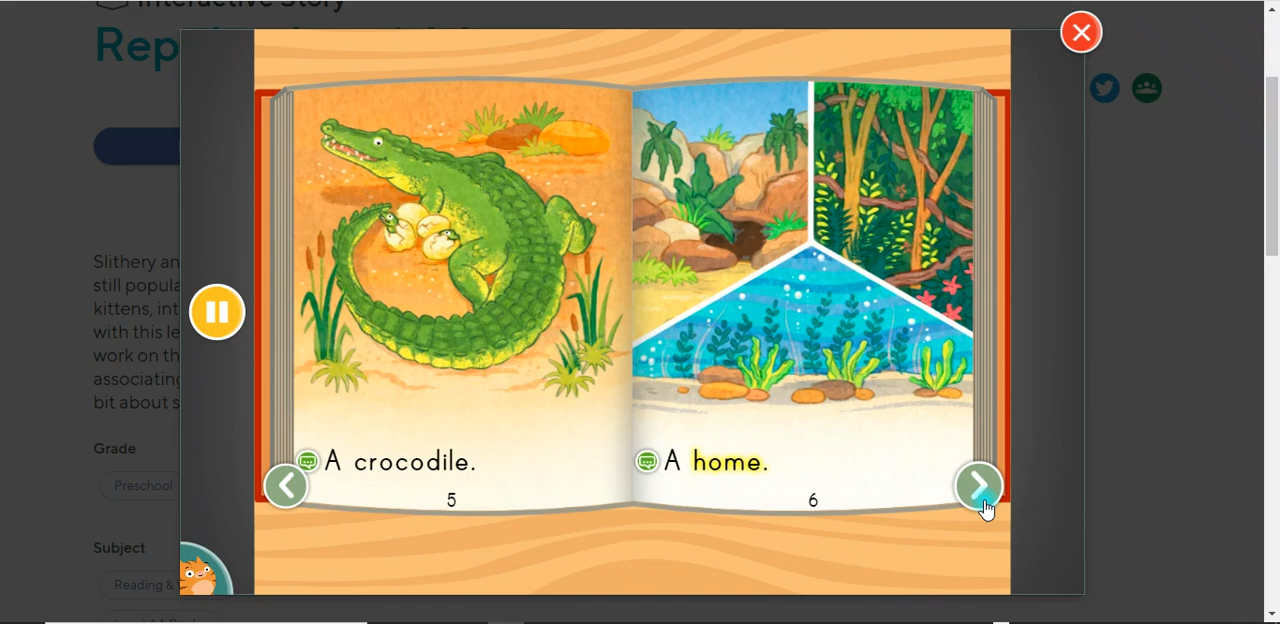 Interactive Story
Rep
Slithery an
still popula
kittens, int
with this le
work on th
associating
bit about s
Grade
Preschool
Subject
Reading &
A crocodile.
A home.
5
6